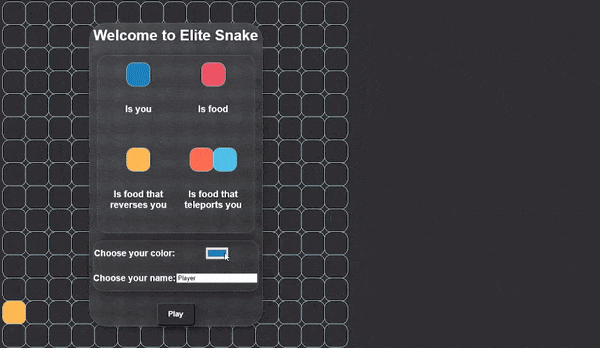 Welcome to Elite Snake
Is you
Is food
Is food that
reverses you
Is food that
teleports you
Choose your color:
Choose your name: Player
Play